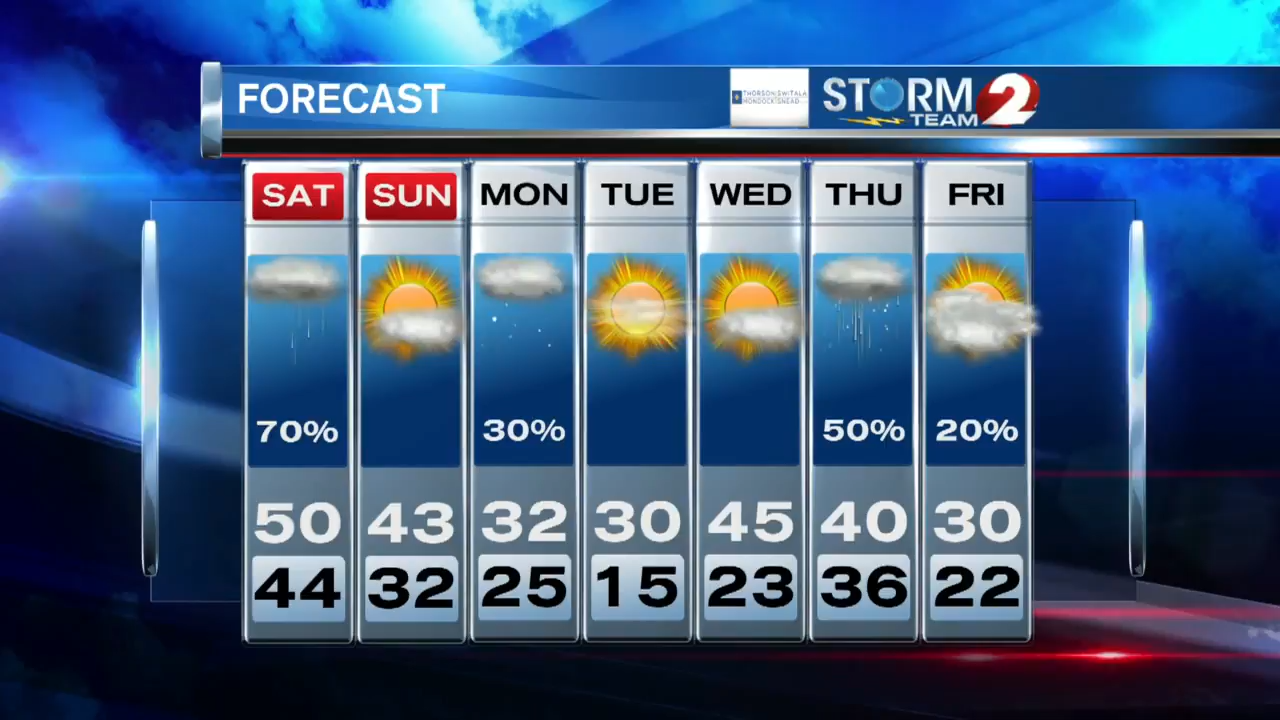 FORECAST
THORSON SWITALA
MONDOCK SNEAD
STORM
TEAM 2
SAT SUN MON TUE WED THU FRI
70% 30% 50% 20%
50 43 32 30 45 40 30
44 32 25 15 23 36 22